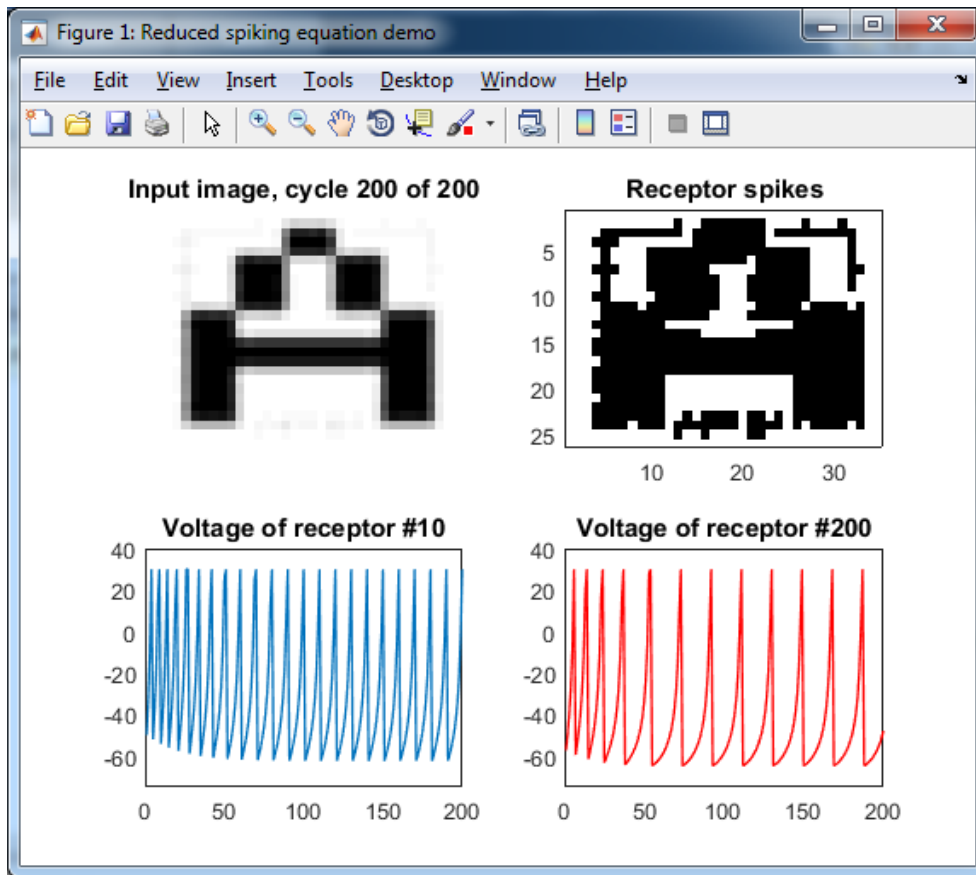 Figure 1: Reduced spiking equation demo
File Edit View Insert Tools Desktop Window Help
Input image, cycle 200 of 200
Receptor spikes
5
10
15
20
25
10 20 30
Voltage of receptor #10
40
20
0
-20
-40
-60
0 50 100 150 200
Voltage of receptor #200
40
20
0
-20
-40
-60
0 50 100 150 200